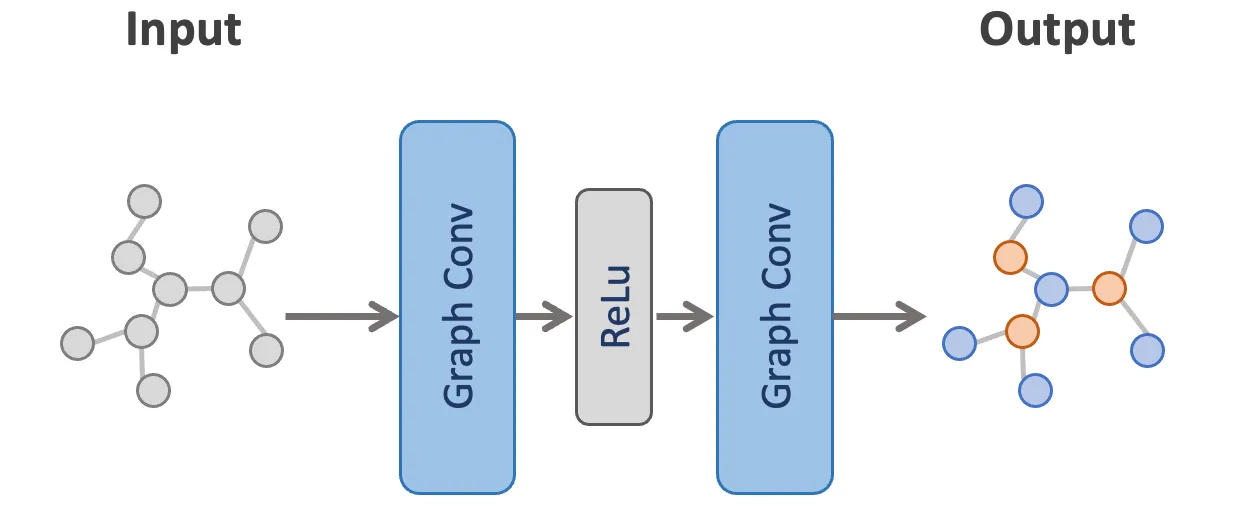 Input
Output
Graph Conv
ReLu
Graph Conv